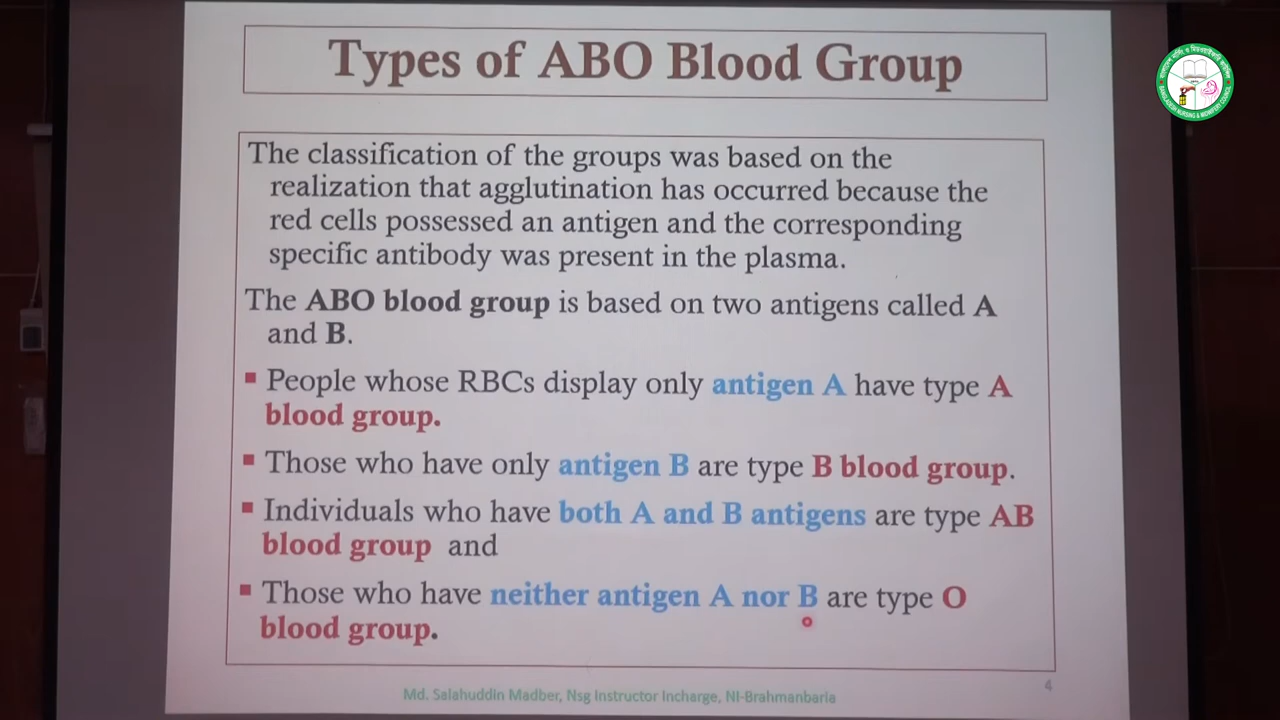 Types of ABO Blood Group
The classification of the groups was based on the
realization that agglutination has occurred because the
red cells possessed an antigen and the corresponding
specific antibody was present in the plasma.
The ABO blood group is based on two antigens called A
and B.
▪ People whose RBCs display only antigen A have type A
blood group.
▪ Those who have only antigen B are type B blood group.
▪ Individuals who have both A and B antigens are type AB
blood group and
▪ Those who have neither antigen A nor B are type O
blood group.
Md. Salahuddin Madber, Nsg Instructor Incharge, NI-Brahmanbaria
4
BANGLADESH NURSING & MIDWIFERY COUNCIL